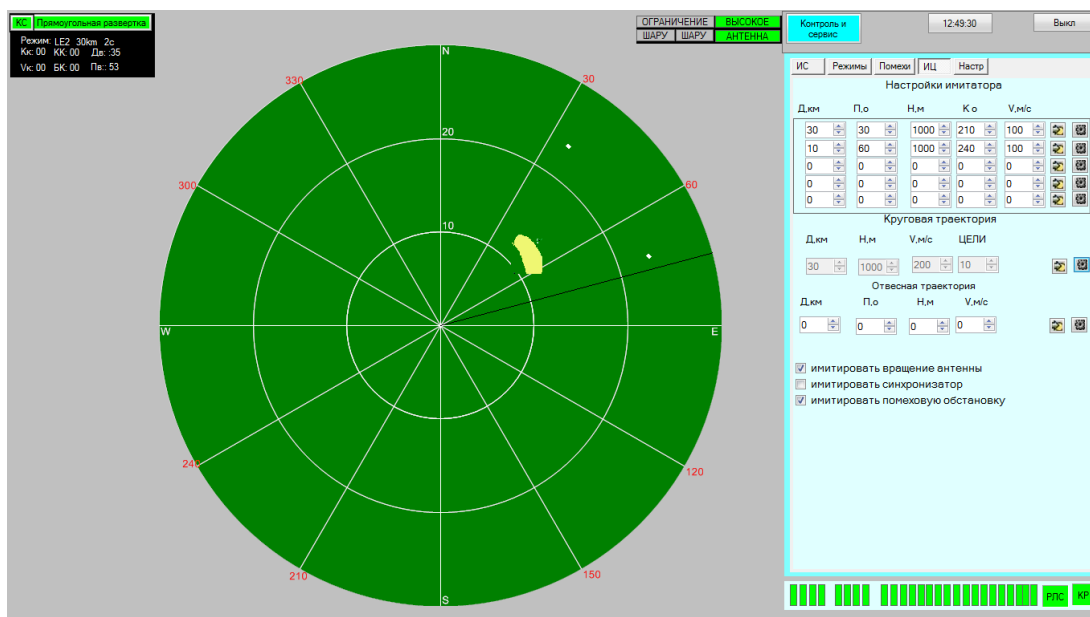 КС Прямоугольная развертка
Режим: LE2 30km 2c
Кк: 00 КК: 00 Дв: :35
Vк: 00 БК: 00 Пв:: 53
ОГРАНИЧЕНИЕ ВЫСОКОЕ
ШАРУ ШАРУ АНТЕННА
Контроль и
сервис
12:49:30
Выкл
N
330
30
20
300
60
10
W
E
240
120
210
150
S
ИС Режимы Помехи ИЦ Настр
Настройки имитатора
Д,км П,о Н,м К о V,м/с
30 30 1000 210 100
10 60 1000 240 100
0 0 0 0 0
0 0 0 0 0
0 0 0 0 0
Круговая траектория
Д,км Н,м V,м/с ЦЕЛИ
30 1000 200 10
Отвесная траектория
Д,км П,о Н,м V,м/с
0 0 0 0
имитировать вращение антенны
имитировать синхронизатор
имитировать помеховую обстановку
РЛС КР